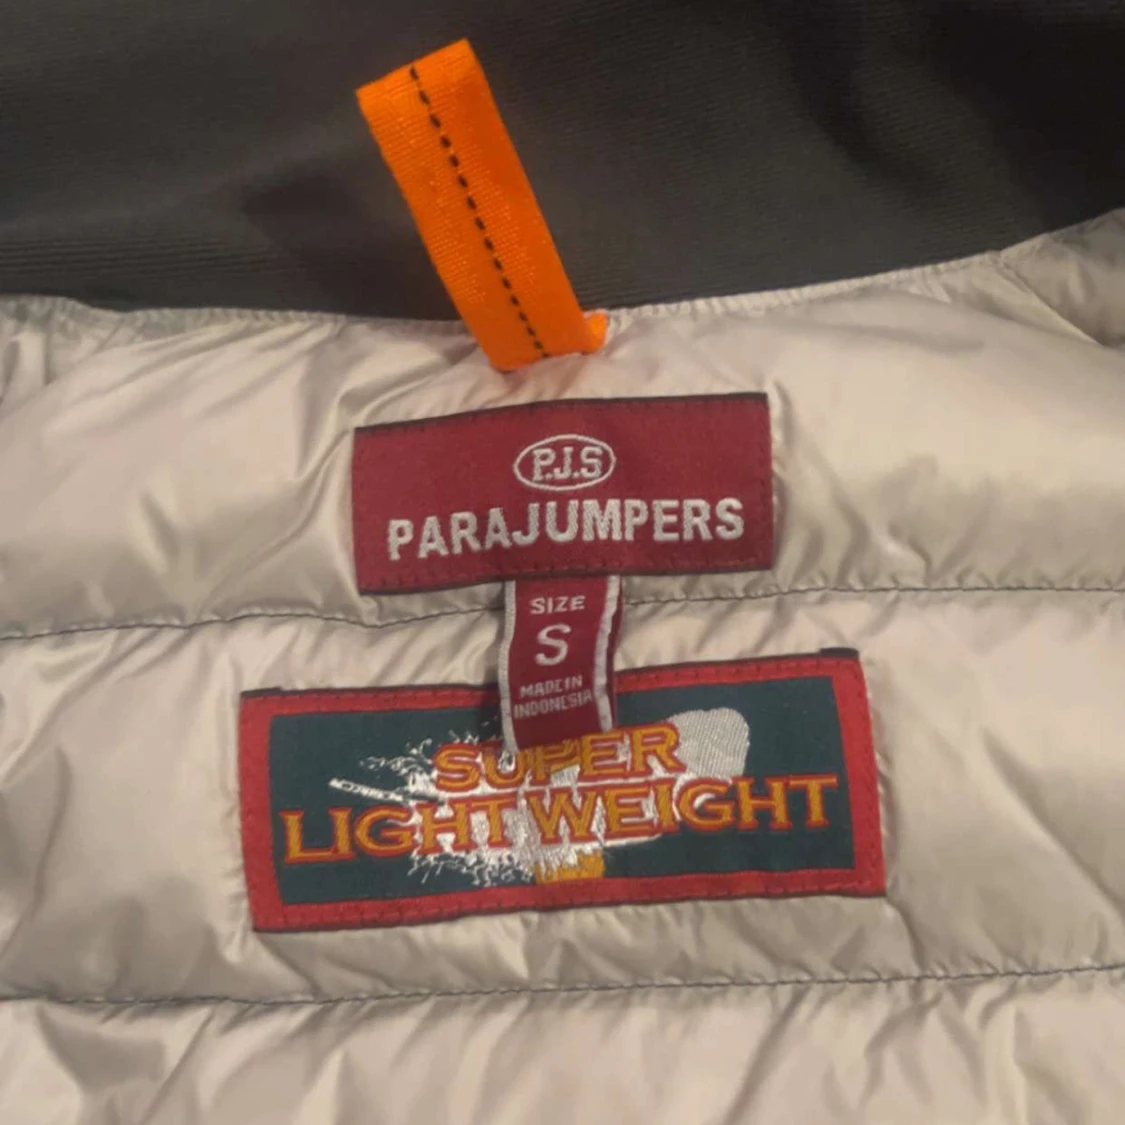 P.J.S
PARAJUMPERS
SIZE
S
MADE IN
INDONESIA
SUPER
LIGHT WEIGHT